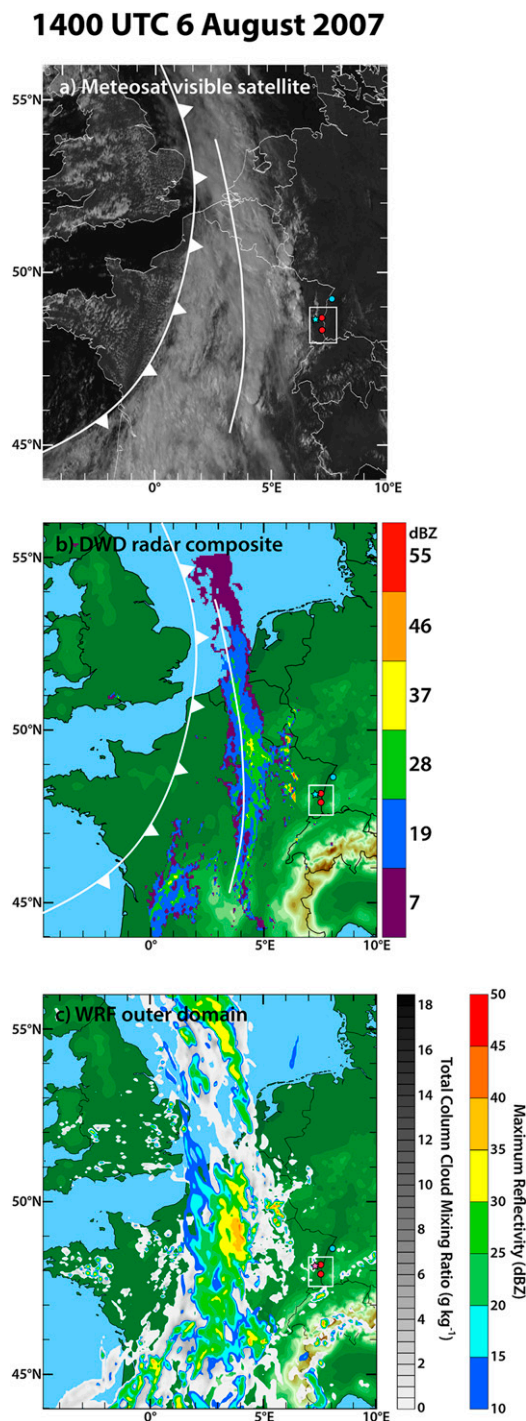 1400 UTC 6 August 2007
a) Meteosat visible satellite
55°N
50°N
45°N
0°
5°E
10°E
b) DWD radar composite
dBZ
55
46
37
28
19
7
55°N
50°N
45°N
0°
5°E
10°E
c) WRF outer domain
55°N
50°N
45°N
0°
5°E
10°E
18
16
14
12
10
8
6
4
2
0
Total Column Cloud Mixing Ratio (g kg⁻¹)
50
45
40
35
30
25
20
15
10
Maximum Reflectivity (dBZ)